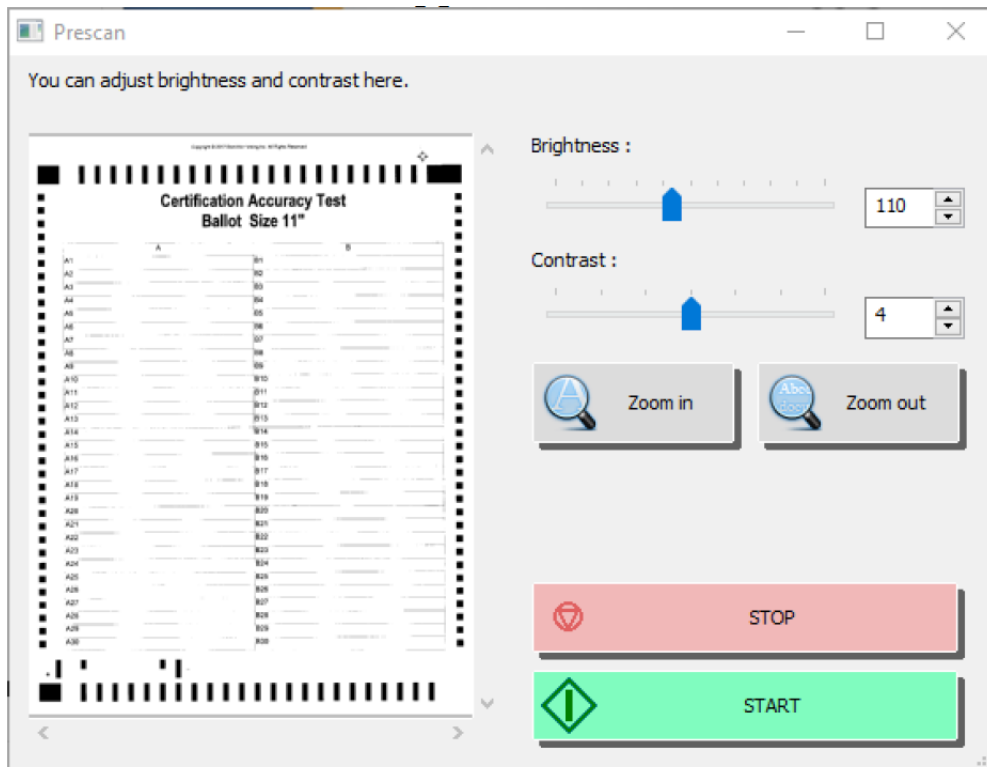 Prescan
You can adjust brightness and contrast here.
Certification Accuracy Test
Ballot Size 11"
A B
A1 B1
A2 B2
A3 B3
A4 B4
A5 B5
A6 B6
A7 B7
A8 B8
A9 B9
A10 B10
A11 B11
A12 B12
A13 B13
A14 B14
A15 B15
A16 B16
A17 B17
A18 B18
A19 B19
A20 B20
A21 B21
A22 B22
A23 B23
A24 B24
A25 B25
A26 B26
A27 B27
A28 B28
A29 B29
A30 B30
Brightness :
110
Contrast :
4
Zoom in
Zoom out
STOP
START